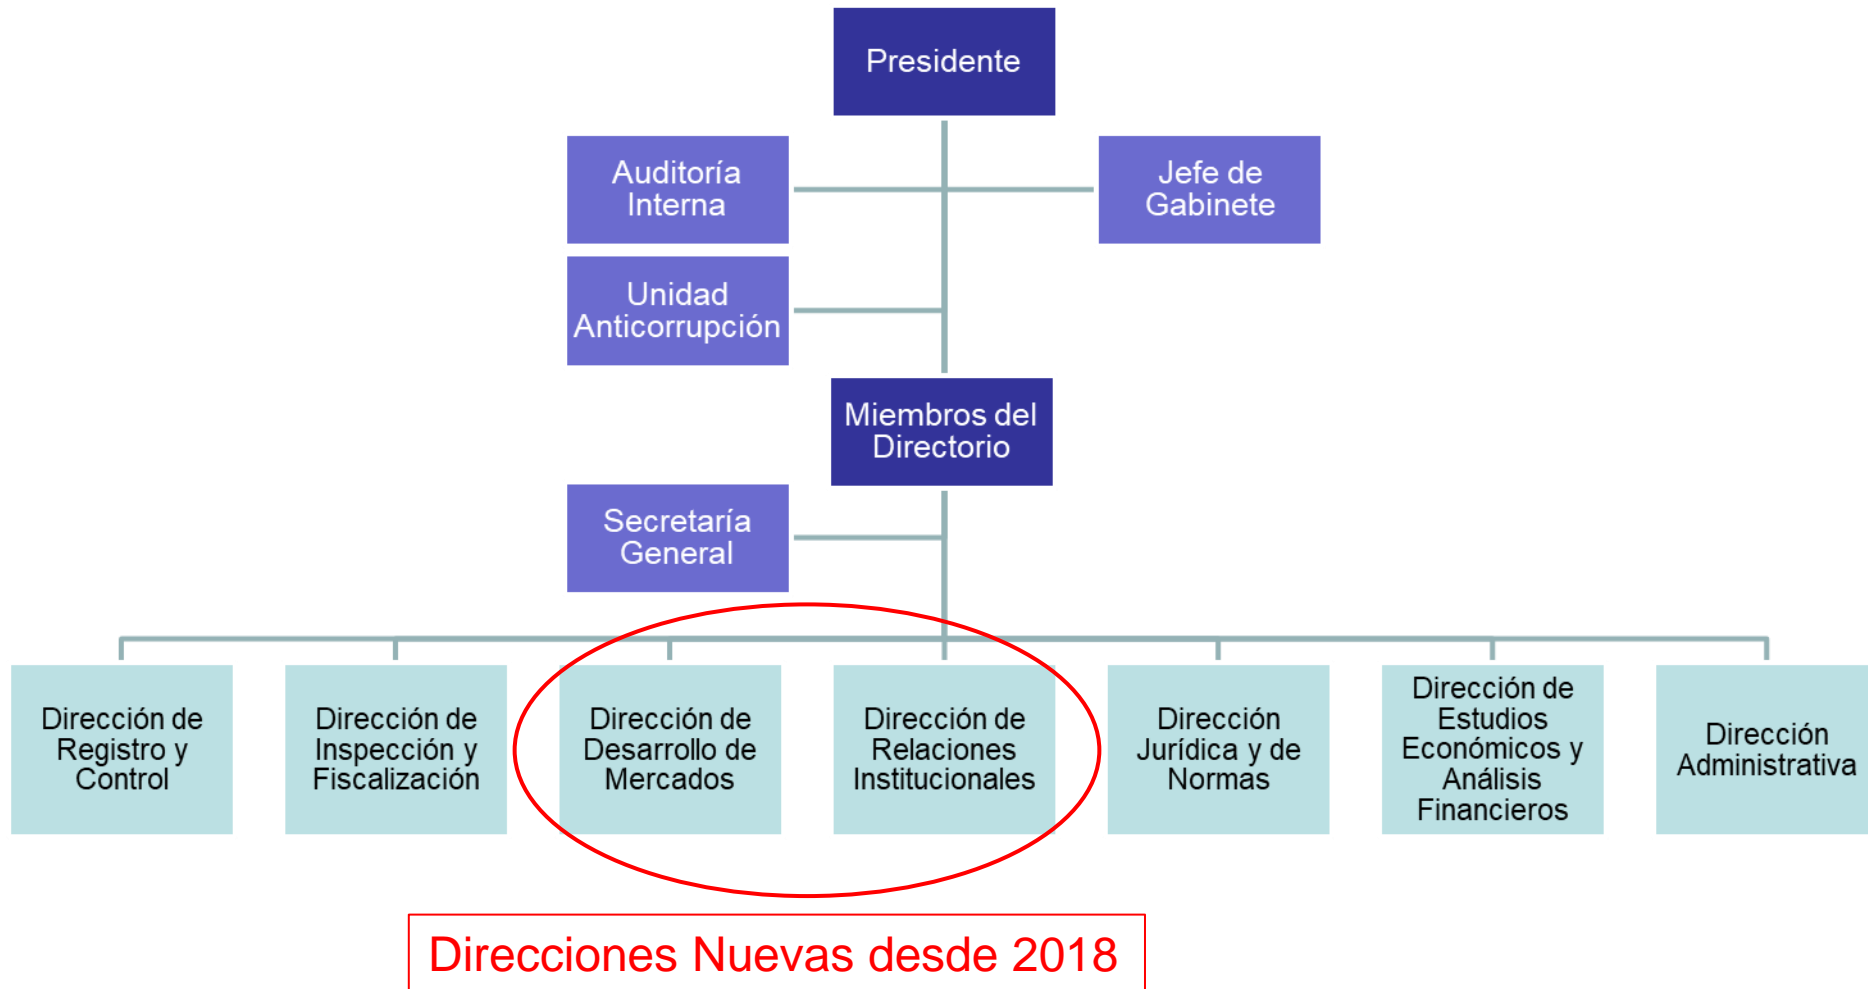 Presidente
Auditoría
Interna
Jefe de
Gabinete
Unidad
Anticorrupción
Miembros del
Directorio
Secretaría
General
Dirección de
Registro y
Control
Dirección de
Inspección y
Fiscalización
Dirección de
Desarrollo de
Mercados
Dirección de
Relaciones
Institucionales
Dirección
Jurídica y de
Normas
Dirección de
Estudios
Económicos y
Análisis
Financieros
Dirección
Administrativa
Direcciones Nuevas desde 2018